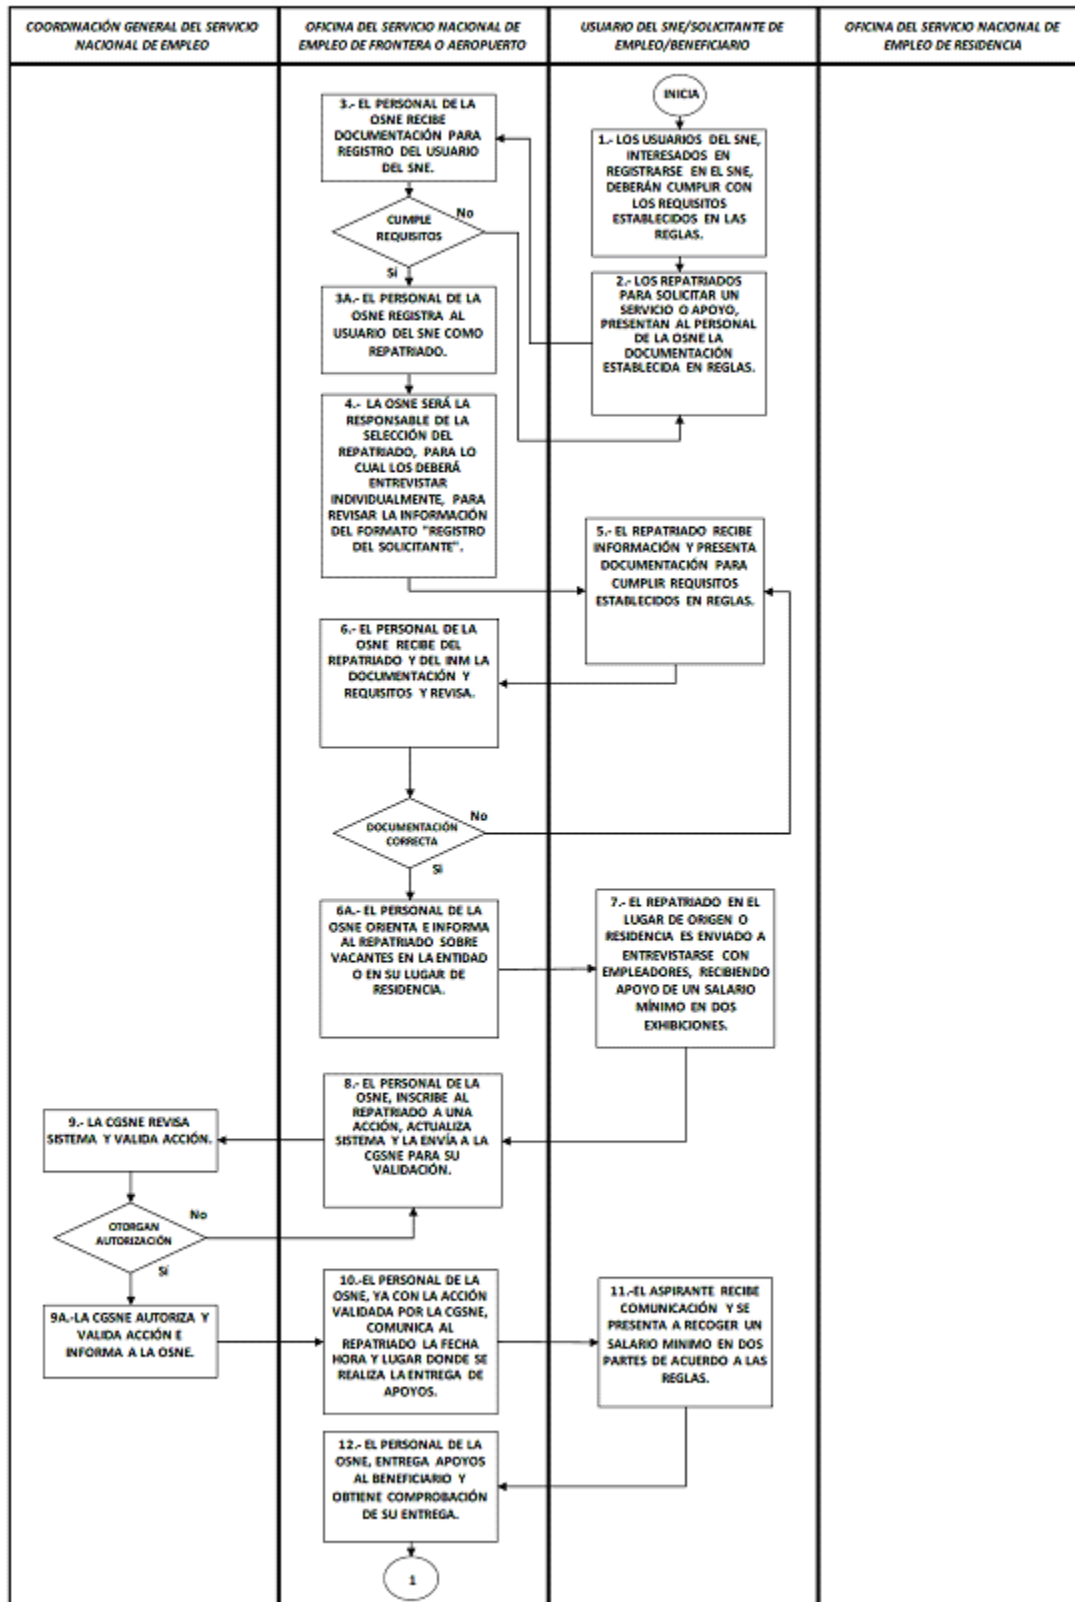 COORDINACIÓN GENERAL DEL SERVICIO
NACIONAL DE EMPLEO
OFICINA DEL SERVICIO NACIONAL DE
EMPLEO DE FRONTERA O AEROPUERTO
USUARIO DEL SNE/SOLICITANTE DE
EMPLEO/BENEFICIARIO
OFICINA DEL SERVICIO NACIONAL DE
EMPLEO DE RESIDENCIA
INICIA
1.- LOS USUARIOS DEL SNE,
INTERESADOS EN
REGISTRARSE EN EL SNE,
DEBERÁN CUMPLIR CON
LOS REQUISITOS
ESTABLECIDOS EN LAS
REGLAS.
2.- LOS REPATRIADOS
PARA SOLICITAR UN
SERVICIO O APOYO,
PRESENTAN AL PERSONAL
DE LA OSNE LA
DOCUMENTACIÓN
ESTABLECIDA EN REGLAS.
3.- EL PERSONAL DE LA
OSNE RECIBE
DOCUMENTACIÓN PARA
REGISTRO DEL USUARIO
DEL SNE.
CUMPLE
REQUISITOS
No
Sí
3A.- EL PERSONAL DE LA
OSNE REGISTRA AL
USUARIO DEL SNE COMO
REPATRIADO.
4.- LA OSNE SERÁ LA
RESPONSABLE DE LA
SELECCIÓN DEL
REPATRIADO, PARA LO
CUAL LOS DEBERÁ
ENTREVISTAR
INDIVIDUALMENTE, PARA
REVISAR LA INFORMACIÓN
DEL FORMATO "REGISTRO
DEL SOLICITANTE".
5.- EL REPATRIADO RECIBE
INFORMACIÓN Y PRESENTA
DOCUMENTACIÓN PARA
CUMPLIR REQUISITOS
ESTABLECIDOS EN REGLAS.
6.- EL PERSONAL DE LA
OSNE RECIBE DEL
REPATRIADO Y DEL INM LA
DOCUMENTACIÓN Y
REQUISITOS Y REVISA.
DOCUMENTACIÓN
CORRECTA
No
Si
6A.- EL PERSONAL DE LA
OSNE ORIENTA E INFORMA
AL REPATRIADO SOBRE
VACANTES EN LA ENTIDAD
O EN SU LUGAR DE
RESIDENCIA.
7.- EL REPATRIADO EN EL
LUGAR DE ORIGEN O
RESIDENCIA ES ENVIADO A
ENTREVISTARSE CON
EMPLEADORES, RECIBIENDO
APOYO DE UN SALARIO
MÍNIMO EN DOS
EXHIBICIONES.
8.- EL PERSONAL DE LA
OSNE, INSCRIBE AL
REPATRIADO A UNA
ACCIÓN, ACTUALIZA
SISTEMA Y LA ENVÍA A LA
CGSNE PARA SU
VALIDACIÓN.
9.- LA CGSNE REVISA
SISTEMA Y VALIDA ACCIÓN.
OTORGAN
AUTORIZACIÓN
No
Sí
9A.-LA CGSNE AUTORIZA Y
VALIDA ACCIÓN E
INFORMA A LA OSNE.
10.-EL PERSONAL DE LA
OSNE, YA CON LA ACCIÓN
VALIDADA POR LA CGSNE,
COMUNICA AL
REPATRIADO LA FECHA
HORA Y LUGAR DONDE SE
REALIZA LA ENTREGA DE
APOYOS.
11.-EL ASPIRANTE RECIBE
COMUNICACIÓN Y SE
PRESENTA A RECOGER UN
SALARIO MINIMO EN DOS
PARTES DE ACUERDO A LAS
REGLAS.
12.- EL PERSONAL DE LA
OSNE, ENTREGA APOYOS
AL BENEFICIARIO Y
OBTIENE COMPROBACIÓN
DE SU ENTREGA.
1